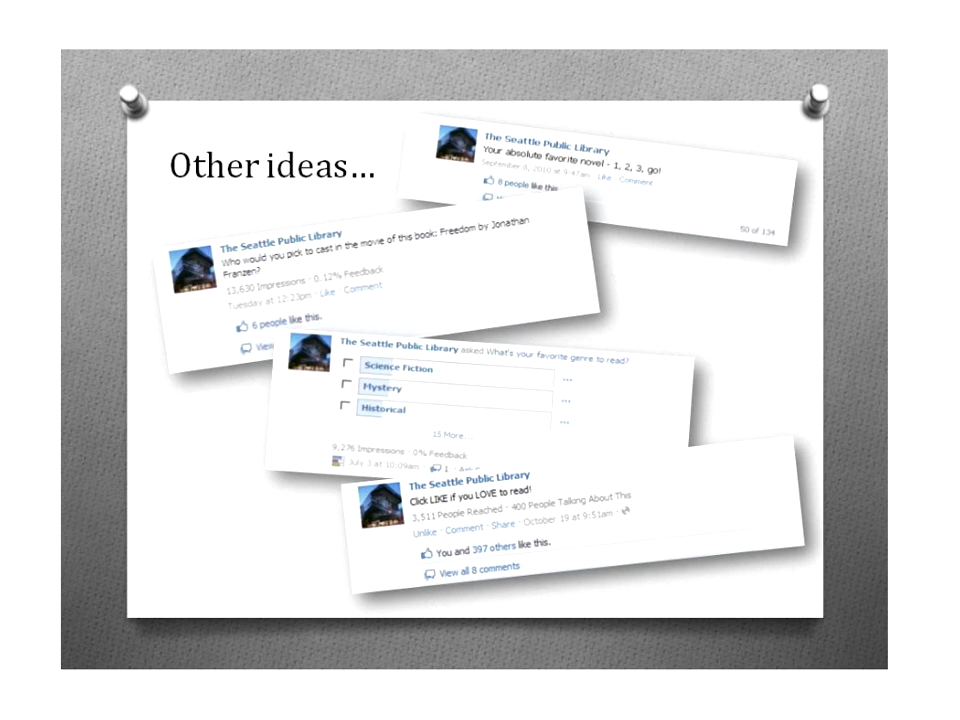 Other ideas...
The Seattle Public Library
Your absolute favorite novel - 1, 2, 3, go!
September 8, 2010 at 9:47am · Like · Comment
8 people like this.
50 of 134
The Seattle Public Library
Who would you pick to cast in the movie of this book: Freedom by Jonathan
Franzen?
13,630 Impressions · 0.12% Feedback
Tuesday at 12:23pm · Like · Comment
6 people like this.
View
The Seattle Public Library asked What's your favorite genre to read?
Science Fiction
...
Mystery
...
Historical
...
15 More...
9,276 Impressions · 0% Feedback
July 1 at 10:09am · 1 ·
The Seattle Public Library
Click LIKE if you LOVE to read!
3,511 People Reached · 400 People Talking About This
Unlike · Comment · Share · October 19 at 9:51am ·
You and 397 others like this.
View all 8 comments